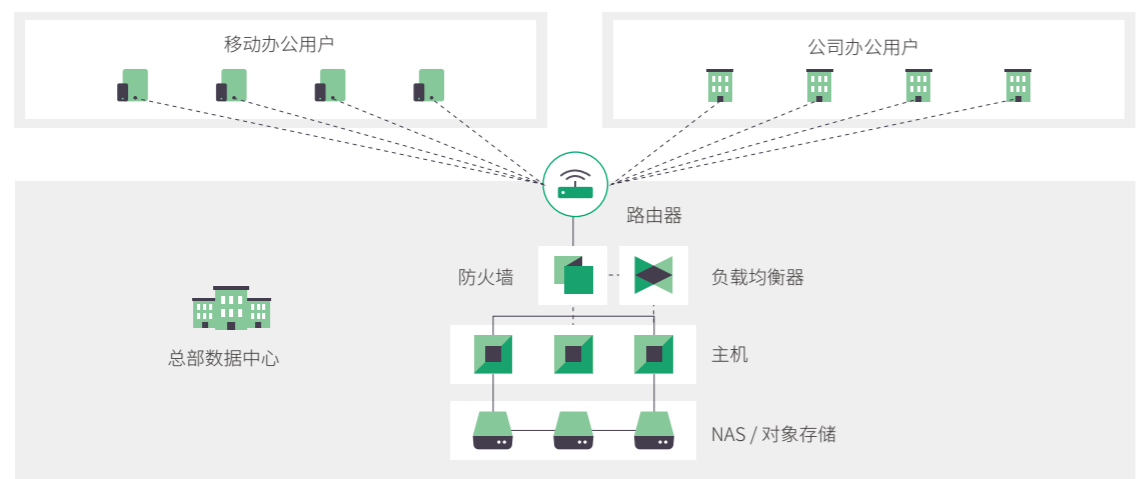 移动办公用户
公司办公用户
路由器
防火墙
负载均衡器
总部数据中心
主机
NAS / 对象存储